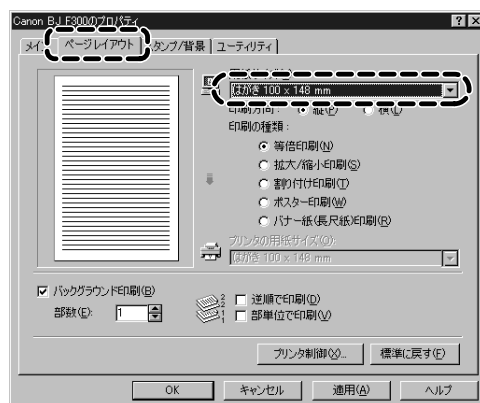 Canon BJ F300のプロパティ
ページレイアウト
ユーティリティ
はがき 100 x 148 mm
印刷方向: 縦(P) 横(L)
印刷の種類:
等倍印刷(N)
拡大/縮小印刷(S)
割り付け印刷(T)
ポスター印刷(W)
バナー紙(長尺紙)印刷(R)
プリンタの用紙サイズ(O):
はがき 100 x 148 mm
バックグラウンド印刷(B)
部数(E): 1
2 2
1 1
逆順で印刷(D)
部単位で印刷(V)
プリンタ制御(X)... 標準に戻す(F)
OK キャンセル 適用(A) ヘルプ